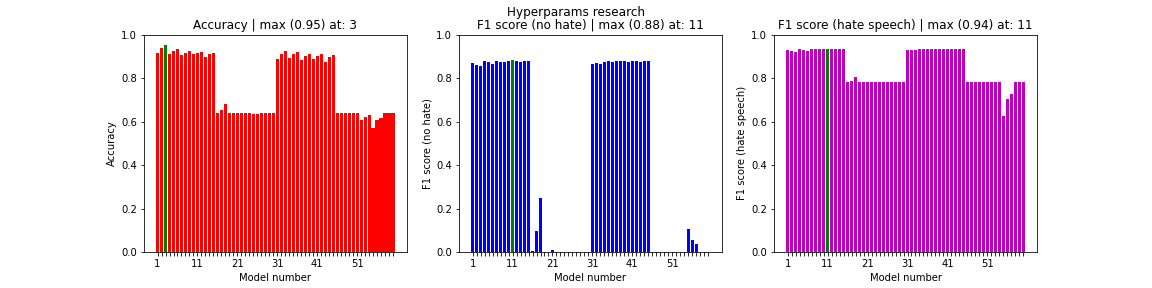 Hyperparams research
Accuracy | max (0.95) at: 3
1.0
0.8
0.6
0.4
0.2
0.0
Accuracy
1 11 21 31 41 51
Model number
F1 score (no hate) | max (0.88) at: 11
1.0
0.8
0.6
0.4
0.2
0.0
F1 score (no hate)
1 11 21 31 41 51
Model number
F1 score (hate speech) | max (0.94) at: 11
1.0
0.8
0.6
0.4
0.2
0.0
F1 score (hate speech)
1 11 21 31 41 51
Model number